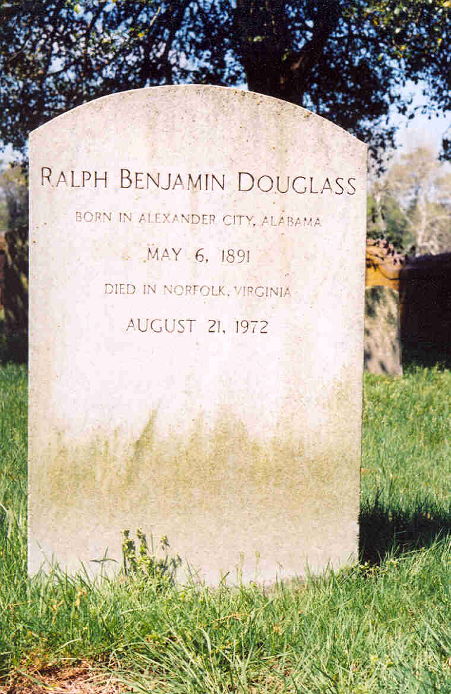 RALPH BENJAMIN DOUGLASS
BORN IN ALEXANDER CITY, ALABAMA
MAY 6, 1891
DIED IN NORFOLK, VIRGINIA
AUGUST 21, 1972